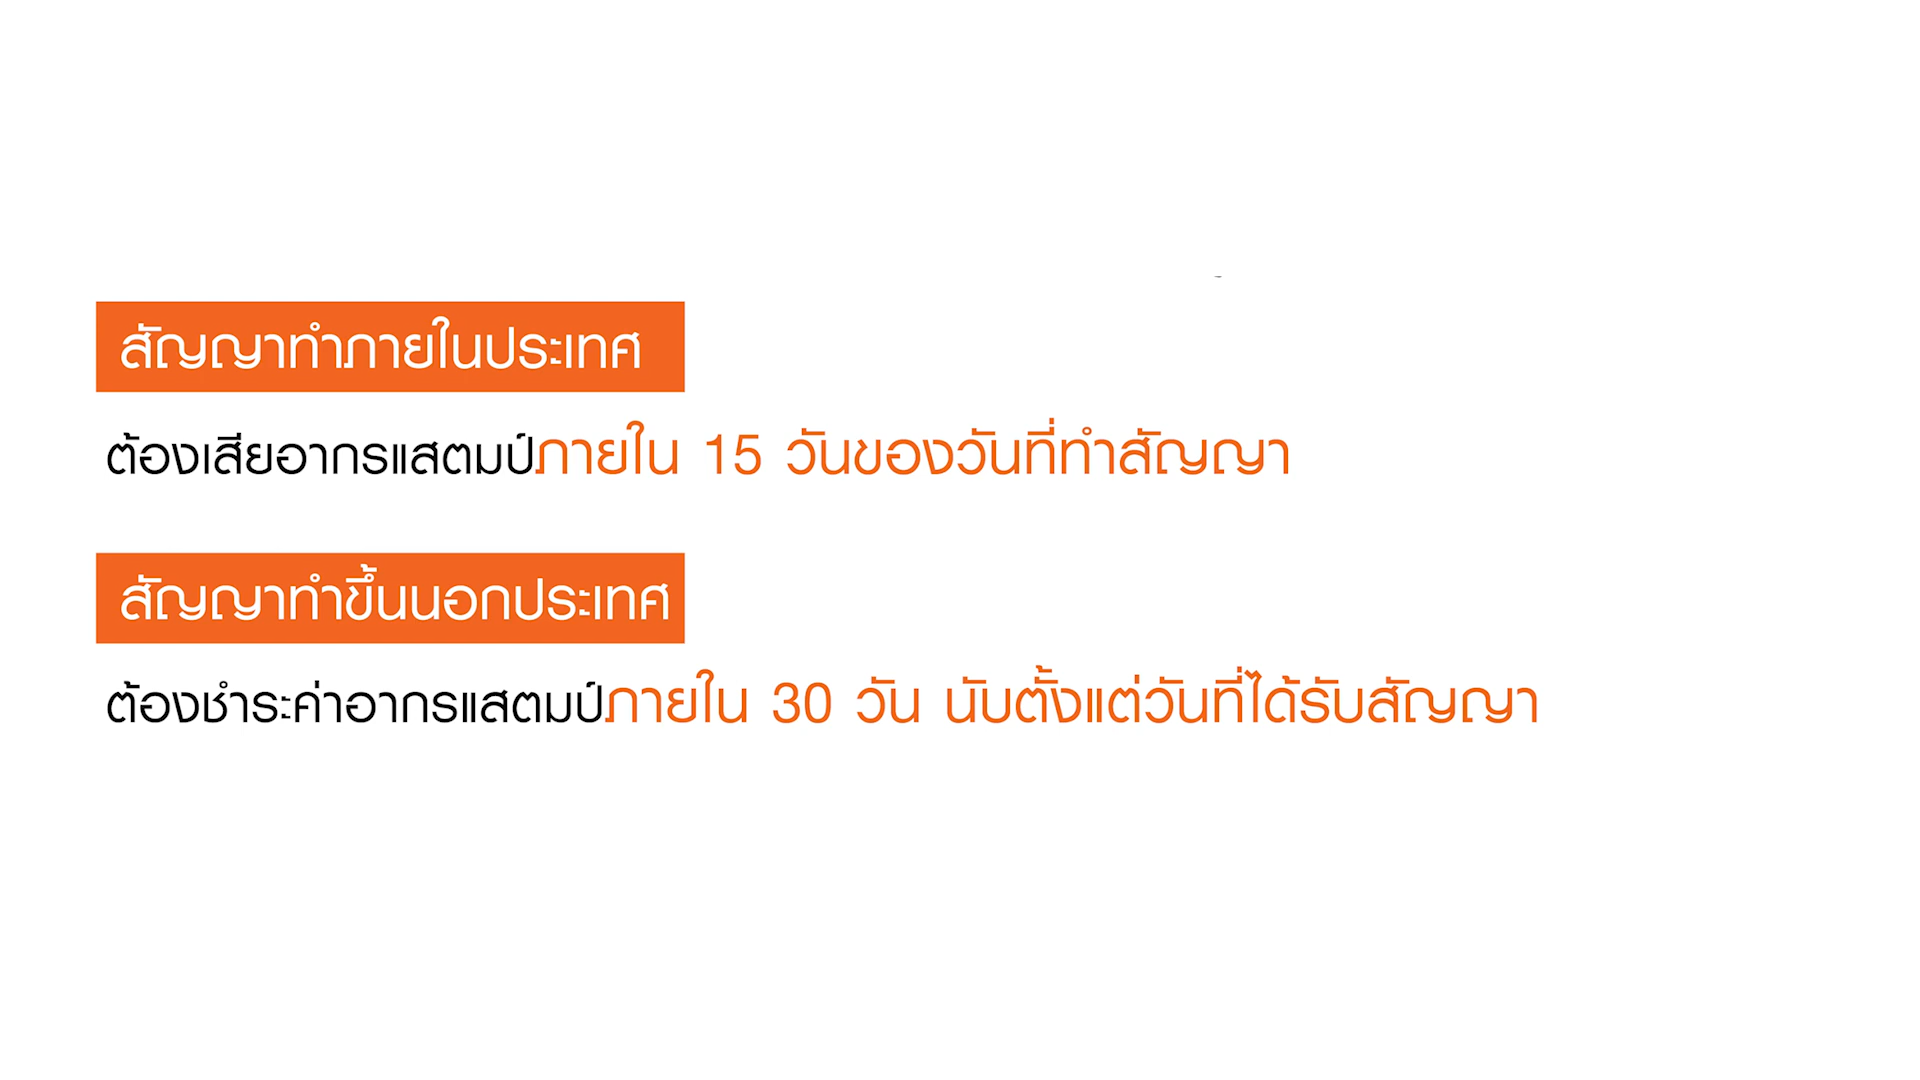 สัญญาทำภายในประเทศ
ต้องเสียอากรแสตมป์ภายใน 15 วันของวันที่ทำสัญญา
สัญญาทำขึ้นนอกประเทศ
ต้องชำระค่าอากรแสตมป์ภายใน 30 วัน นับตั้งแต่วันที่ได้รับสัญญา